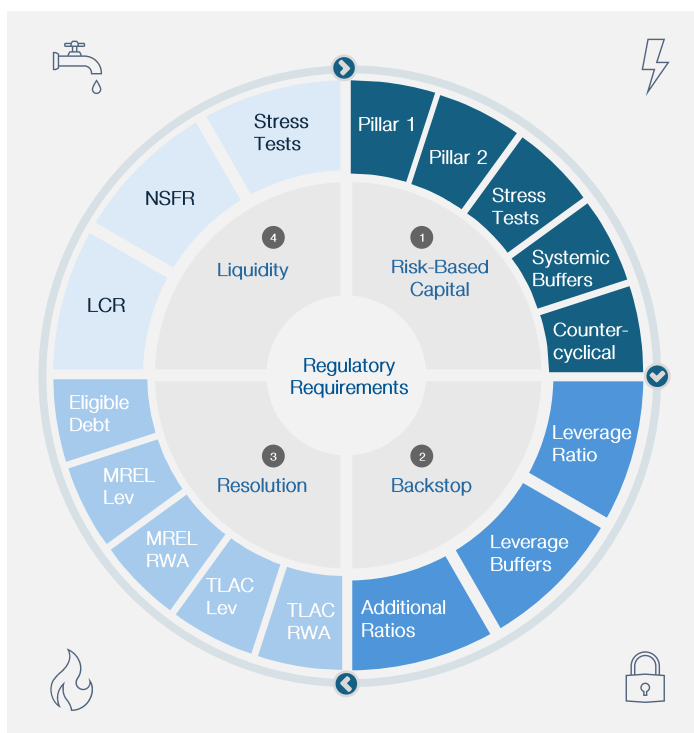 Regulatory
Requirements
1
Risk-Based
Capital
Pillar 1
Pillar 2
Stress
Tests
Systemic
Buffers
Counter-
cyclical
2
Backstop
Leverage
Ratio
Leverage
Buffers
Additional
Ratios
3
Resolution
TLAC
RWA
TLAC
Lev
MREL
RWA
MREL
Lev
Eligible
Debt
4
Liquidity
LCR
NSFR
Stress
Tests